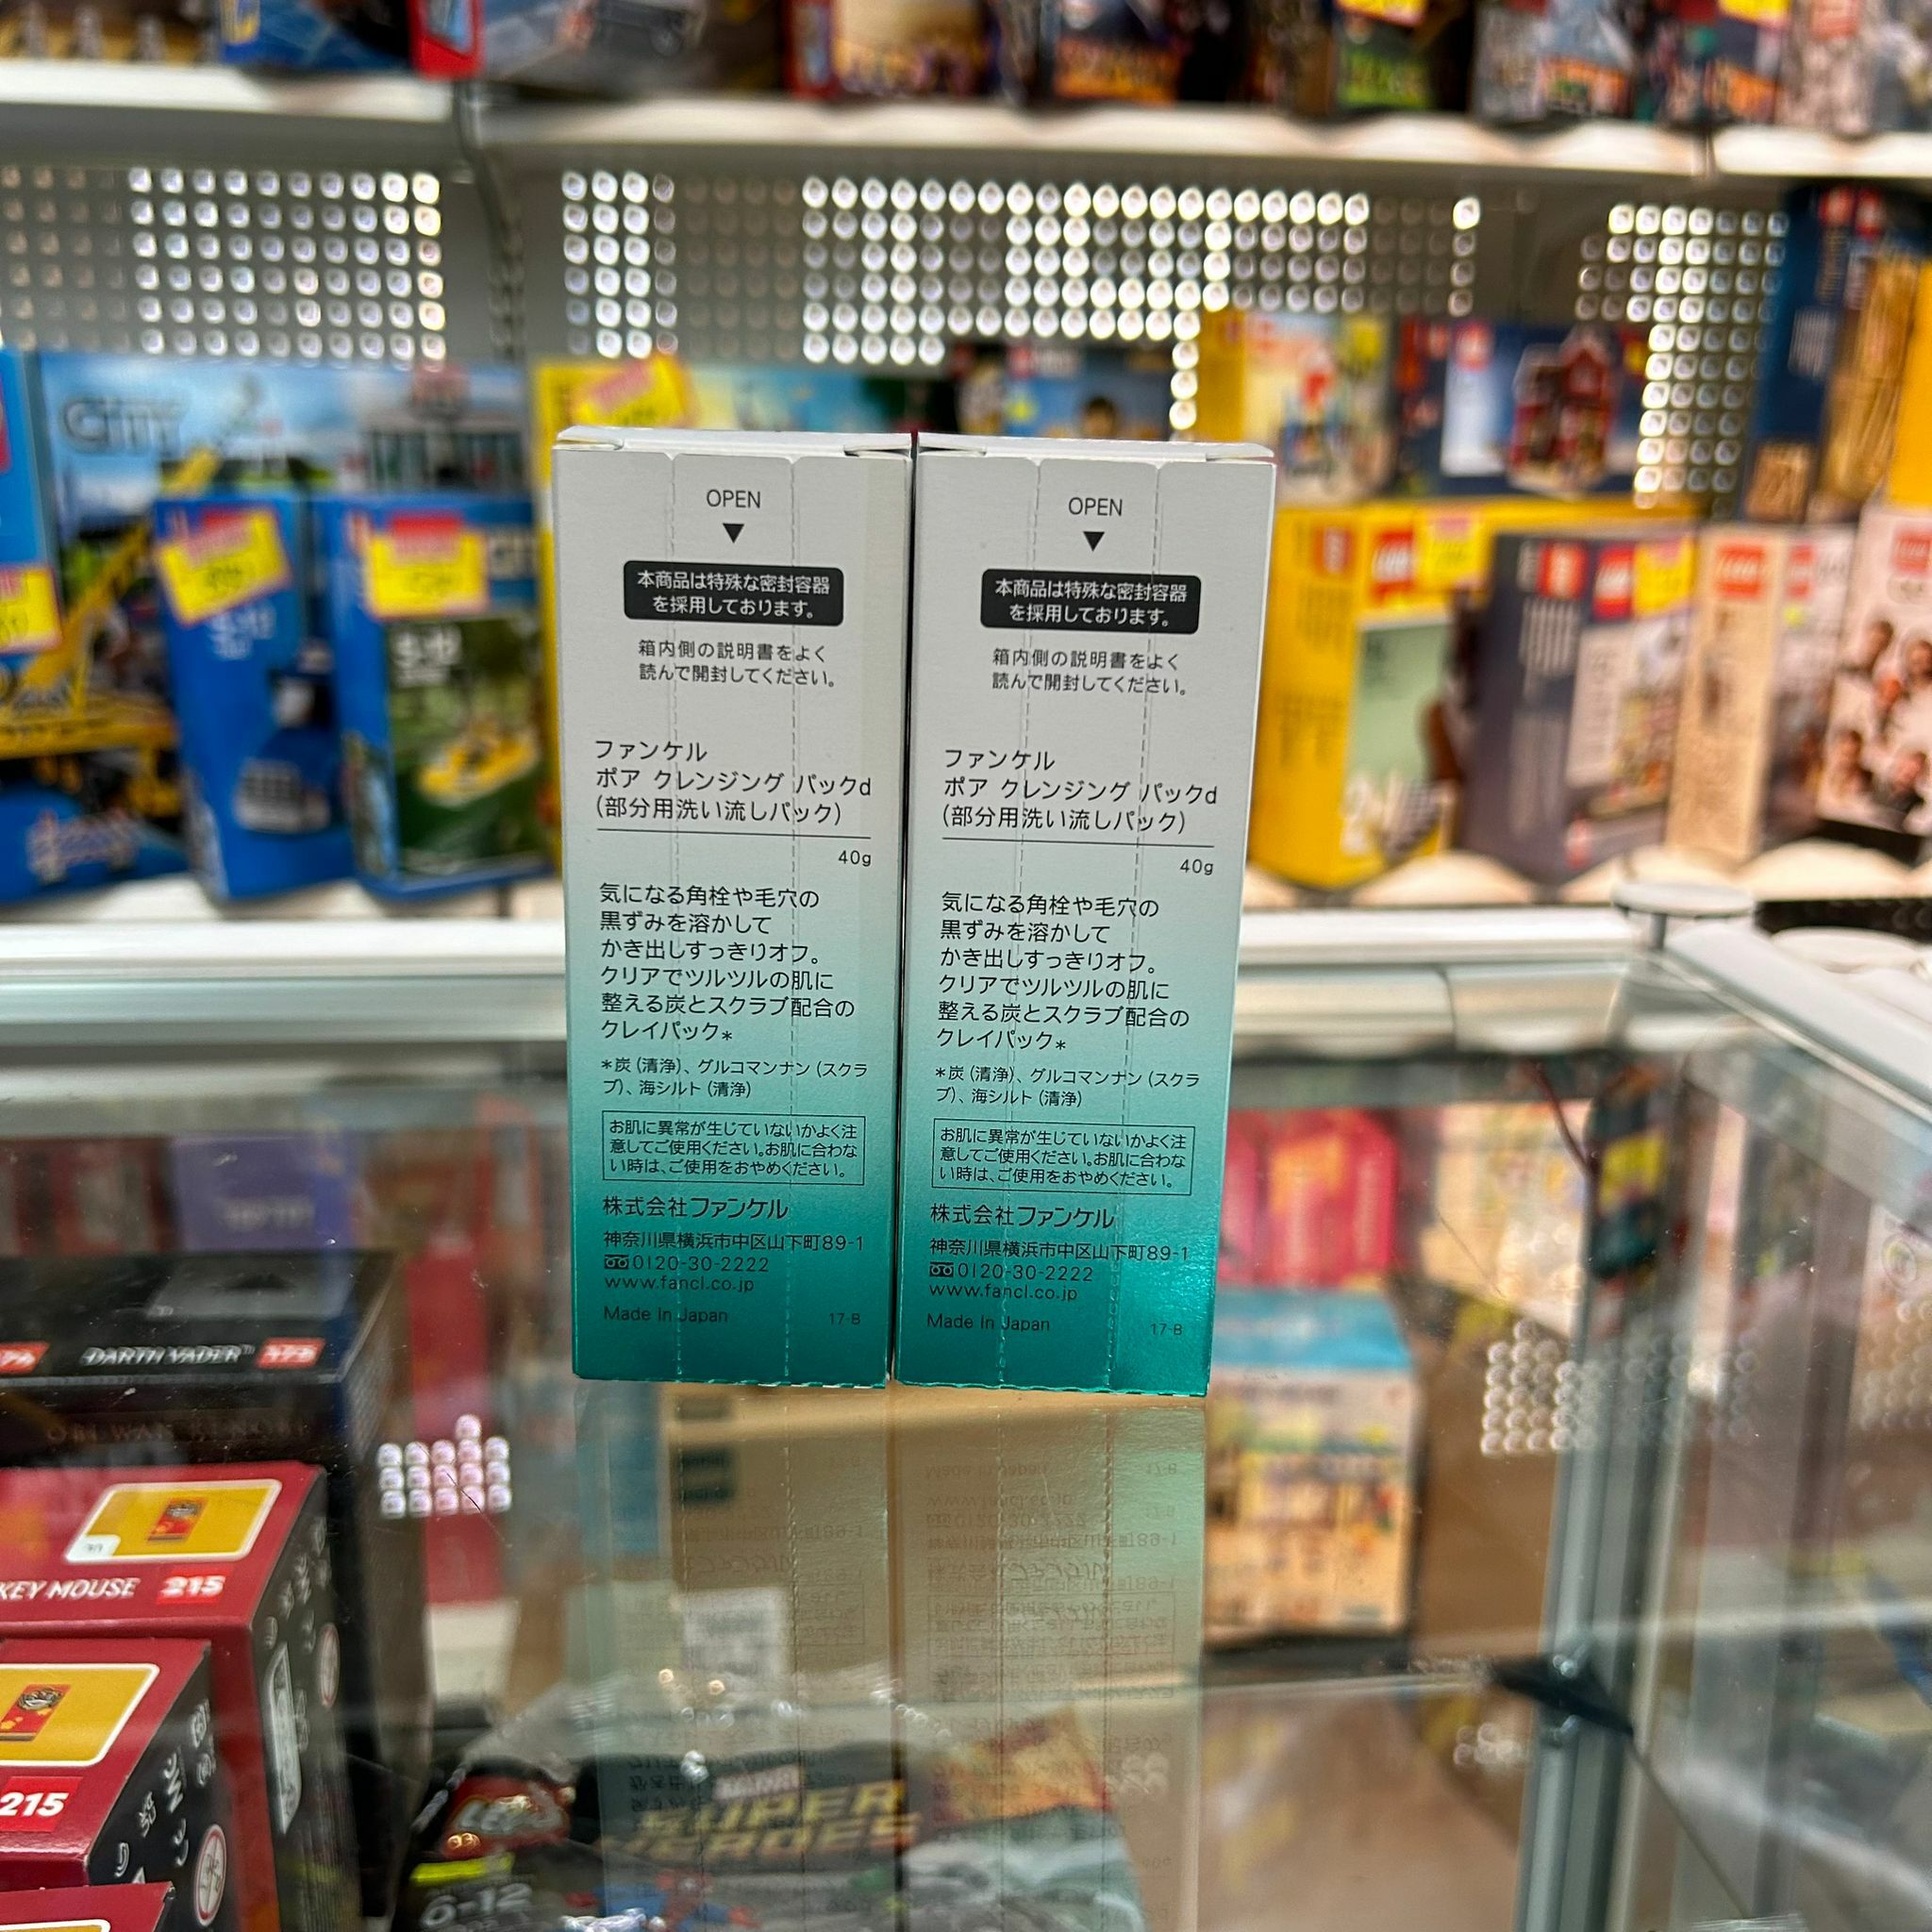 OPEN
本商品は特殊な密封容器
を採用しております。
箱内側の説明書をよく
読んで開封してください。
ファンケル
ポア クレンジング パックd
(部分用洗い流しパック)
40g
気になる角栓や毛穴の
黒ずみを溶かして
かき出しすっきりオフ。
クリアでツルツルの肌に
整える炭とスクラブ配合の
クレイパック*
*炭(清浄)、グルコマンナン(スクラ
ブ)、海シルト(清浄)
お肌に異常が生じていないかよく注
意してご使用ください。お肌に合わな
い時は、ご使用をおやめください。
株式会社ファンケル
神奈川県横浜市中区山下町89-1
0120-30-2222
www.fancl.co.jp
Made in Japan 17-B
OPEN
本商品は特殊な密封容器
を採用しております。
箱内側の説明書をよく
読んで開封してください。
ファンケル
ポア クレンジング パックd
(部分用洗い流しパック)
40g
気になる角栓や毛穴の
黒ずみを溶かして
かき出しすっきりオフ。
クリアでツルツルの肌に
整える炭とスクラブ配合の
クレイパック*
*炭(清浄)、グルコマンナン(スクラ
ブ)、海シルト(清浄)
お肌に異常が生じていないかよく注
意してご使用ください。お肌に合わな
い時は、ご使用をおやめください。
株式会社ファンケル
神奈川県横浜市中区山下町89-1
0120-30-2222
www.fancl.co.jp
Made in Japan 17-B
CITY
5-12
DARTH VADER
OBI-WAN KENOBI
KEY MOUSE 215
215
SUPER
HEROES
6-12